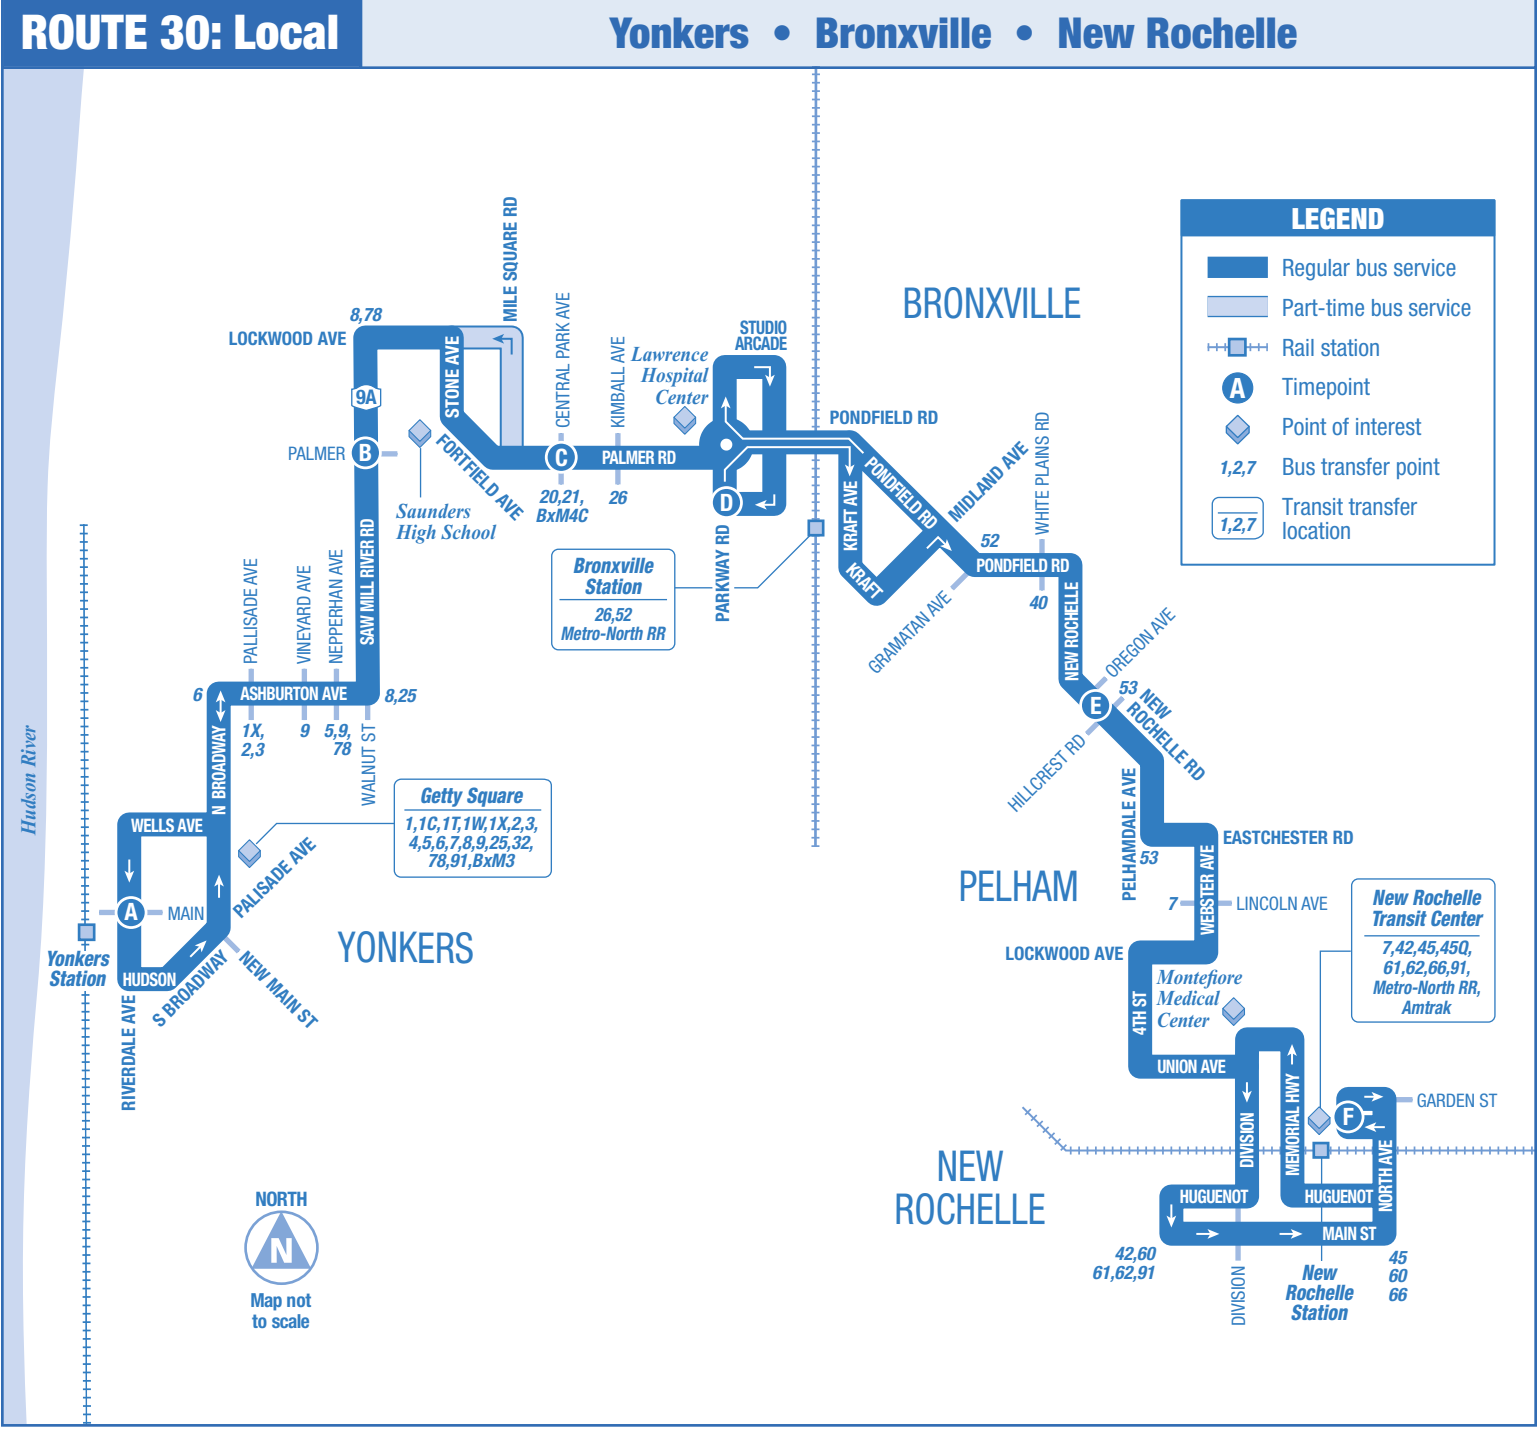 ROUTE 30: Local
Yonkers • Bronxville • New Rochelle
LEGEND
Regular bus service
Part-time bus service
Rail station
A
Timepoint
Point of interest
1,2,7
Bus transfer point
1,2,7
Transit transfer
location
BRONXVILLE
MILE SQUARE RD
8,78
LOCKWOOD AVE
9A
STONE AVE
CENTRAL PARK AVE
KIMBALL AVE
Lawrence
Hospital
Center
STUDIO
ARCADE
PONDFIELD RD
PALMER
B
FORTFIELD AVE
C
PALMER RD
20,21,
BxM4C
26
D
PARKWAY RD
Saunders
High School
KRAFT AVE
KRAFT
PONDFIELD RD
MIDLAND AVE
WHITE PLAINS RD
52
PONDFIELD RD
40
GRAMATAN AVE
Bronxville
Station
26,52
Metro-North RR
SAW MILL RIVER RD
PALLISADE AVE
VINEYARD AVE
NEPPERHAN AVE
6
ASHBURTON AVE
8,25
1X,
2,3
9
5,9,
78
WALNUT ST
N BROADWAY
NEW ROCHELLE
OREGON AVE
E
53
NEW
ROCHELLE RD
HILLCREST RD
Hudson River
Getty Square
1,1C,1T,1W,1X,2,3,
4,5,6,7,8,9,25,32,
78,91,BxM3
WELLS AVE
PALISADE AVE
A
MAIN
Yonkers
Station
HUDSON
S BROADWAY
NEW MAIN ST
RIVERDALE AVE
YONKERS
PELHAMDALE AVE
53
EASTCHESTER RD
PELHAM
WEBSTER AVE
7
LINCOLN AVE
New Rochelle
Transit Center
7,42,45,45Q,
61,62,66,91,
Metro-North RR,
Amtrak
LOCKWOOD AVE
Montefiore
Medical
Center
4TH ST
UNION AVE
DIVISION
MEMORIAL HWY
F
GARDEN ST
NORTH AVE
NEW
ROCHELLE
HUGUENOT
HUGUENOT
MAIN ST
42,60
61,62,91
DIVISION
New
Rochelle
Station
45
60
66
NORTH
N
Map not
to scale